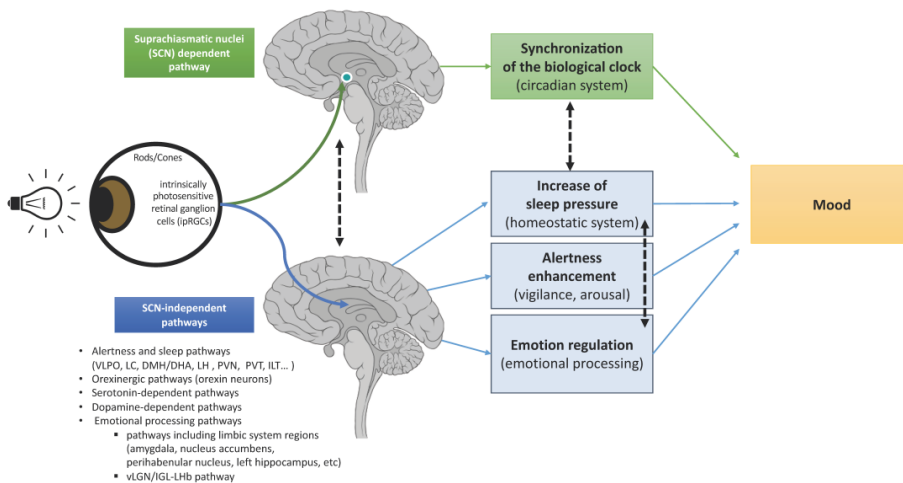 Suprachiasmatic nuclei
(SCN) dependent
pathway
Synchronization
of the biological clock
(circadian system)
Rods/Cones
intrinsically
photosensitive
retinal ganglion
cells (ipRGCs)
Increase of
sleep pressure
(homeostatic system)
Mood
Alertness
enhancement
(vigilance, arousal)
SCN-independent
pathways
Emotion regulation
(emotional processing)
• Alertness and sleep pathways
(VLPO, LC, DMH/DHA, LH , PVN,  PVT, ILT... )
• Orexinergic pathways (orexin neurons)
• Serotonin-dependent pathways
• Dopamine-dependent pathways
• Emotional processing pathways
▪ pathways including limbic system regions
(amygdala, nucleus accumbens,
perihabenular nucleus, left hippocampus, etc)
▪ vLGN/IGL-LHb pathway